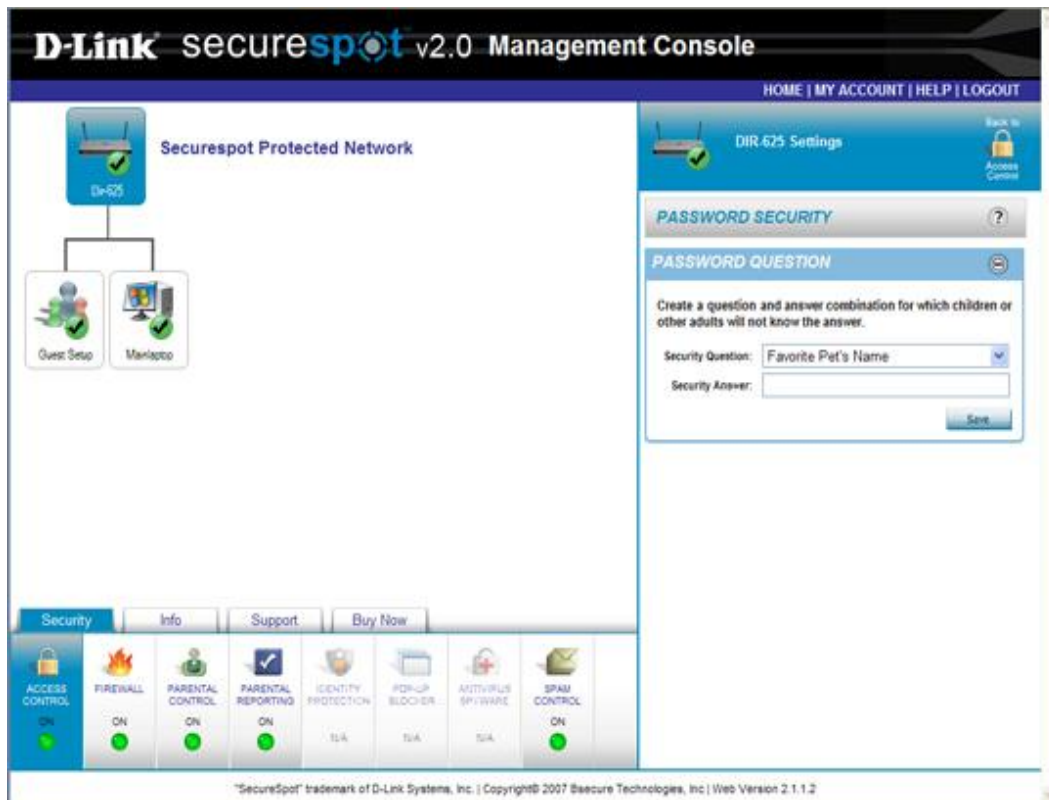 D-Link securespot v2.0 Management Console
HOME | MY ACCOUNT | HELP | LOGOUT
Dir-625
Securespot Protected Network
Guest Setup
Mainlaptop
DIR-625 Settings
Back to
Access
Control
PASSWORD SECURITY
?
PASSWORD QUESTION
Create a question and answer combination for which children or
other adults will not know the answer.
Security Question: Favorite Pet's Name
Security Answer:
Save
Security
Info
Support
Buy Now
ACCESS
CONTROL
ON
FIREWALL
ON
PARENTAL
CONTROL
ON
PARENTAL
REPORTING
ON
IDENTITY
PROTECTION
N/A
POP-UP
BLOCKER
N/A
ANTIVIRUS
SPYWARE
N/A
SPAM
CONTROL
ON
"SecureSpot" trademark of D-Link Systems, Inc. | Copyright© 2007 Bsecure Technologies, Inc | Web Version 2.1.1.2